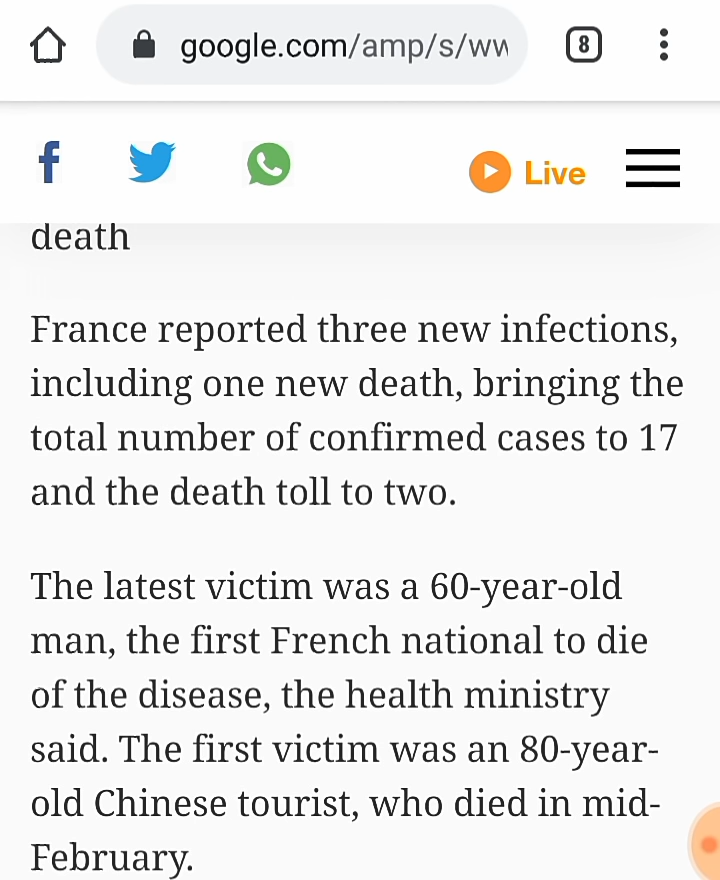 google.com/amp/s/ww
8
Live
death
France reported three new infections,
including one new death, bringing the
total number of confirmed cases to 17
and the death toll to two.
The latest victim was a 60-year-old
man, the first French national to die
of the disease, the health ministry
said. The first victim was an 80-year-
old Chinese tourist, who died in mid-
February.